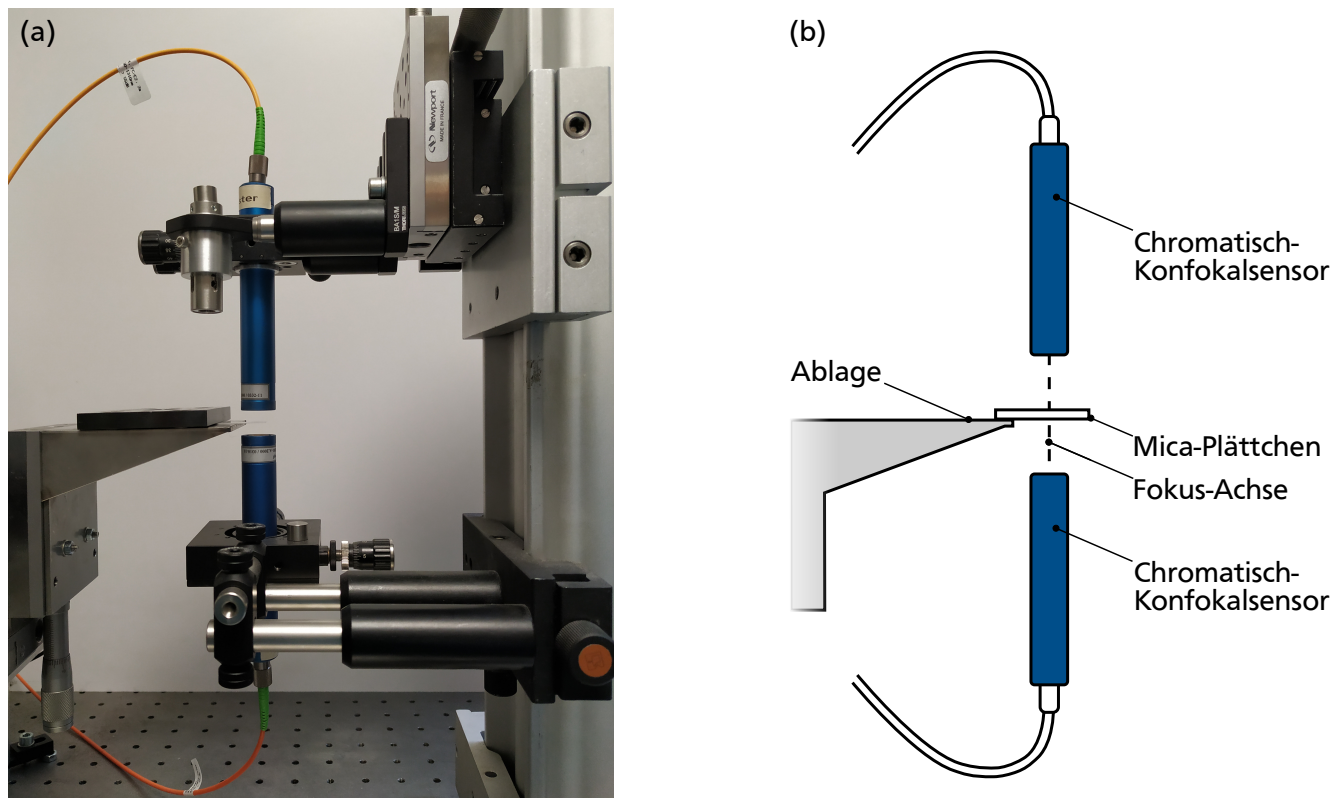 (a)
Newport
MADE IN FRANCE
BA1S/M
(b)
Chromatisch-
Konfokalsensor
Ablage
Mica-Plättchen
Fokus-Achse
Chromatisch-
Konfokalsensor